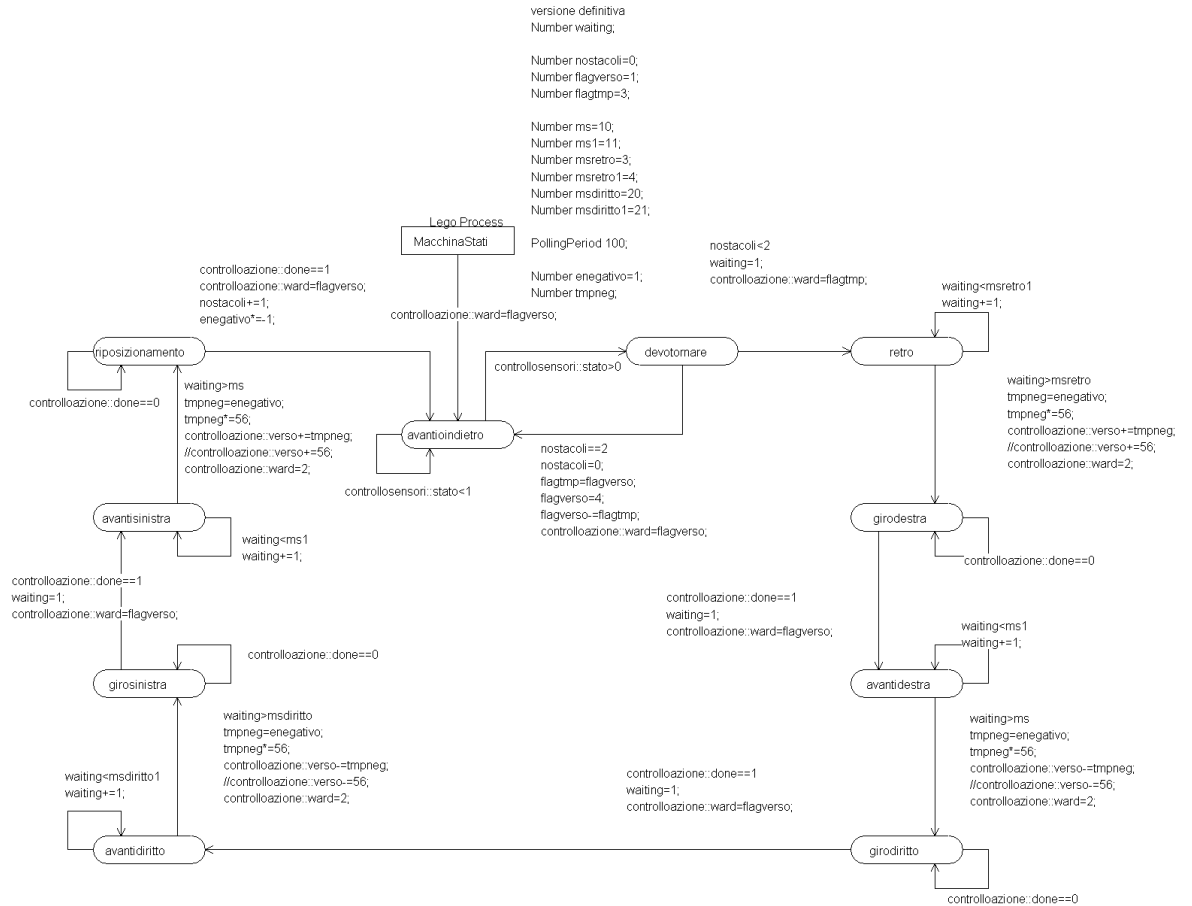 versione definitiva
Number waiting;
Number nostacoli=0;
Number flagverso=1;
Number flagtmp=3;
Number ms=10;
Number ms1=11;
Number msretro=3;
Number msretro1=4;
Number msdiritto=20;
Number msdiritto1=21;
PollingPeriod 100;
Number enegativo=1;
Number tmpneg;
Lego Process
MacchinaStati
controlloazione::ward=flagverso;
controlloazione::done==1
controlloazione::ward=flagverso;
nostacoli+=1;
enegativo*=-1;
nostacoli<2
waiting=1;
controlloazione::ward=flagtmp;
waiting<msretro1
waiting+=1;
riposizionamento
controlloazione::done==0
controllosensori::stato>0
devotornare
retro
waiting>ms
tmpneg=enegativo;
tmpneg*=56;
controlloazione::verso+=tmpneg;
//controlloazione::verso+=56;
controlloazione::ward=2;
avantioindietro
controllosensori::stato<1
nostacoli==2
nostacoli=0;
flagtmp=flagverso;
flagverso=4;
flagverso-=flagtmp;
controlloazione::ward=flagverso;
waiting>msretro
tmpneg=enegativo;
tmpneg*=56;
controlloazione::verso+=tmpneg;
//controlloazione::verso+=56;
controlloazione::ward=2;
avantisinistra
waiting<ms1
waiting+=1;
girodestra
controlloazione::done==0
controlloazione::done==1
waiting=1;
controlloazione::ward=flagverso;
controlloazione::done==1
waiting=1;
controlloazione::ward=flagverso;
waiting<ms1
waiting+=1;
girosinistra
controlloazione::done==0
avantidestra
waiting>msdiritto
tmpneg=enegativo;
tmpneg*=56;
controlloazione::verso-=tmpneg;
//controlloazione::verso-=56;
controlloazione::ward=2;
waiting>ms
tmpneg=enegativo;
tmpneg*=56;
controlloazione::verso-=tmpneg;
//controlloazione::verso-=56;
controlloazione::ward=2;
waiting<msdiritto1
waiting+=1;
controlloazione::done==1
waiting=1;
controlloazione::ward=flagverso;
avantidiritto
girodiritto
controlloazione::done==0